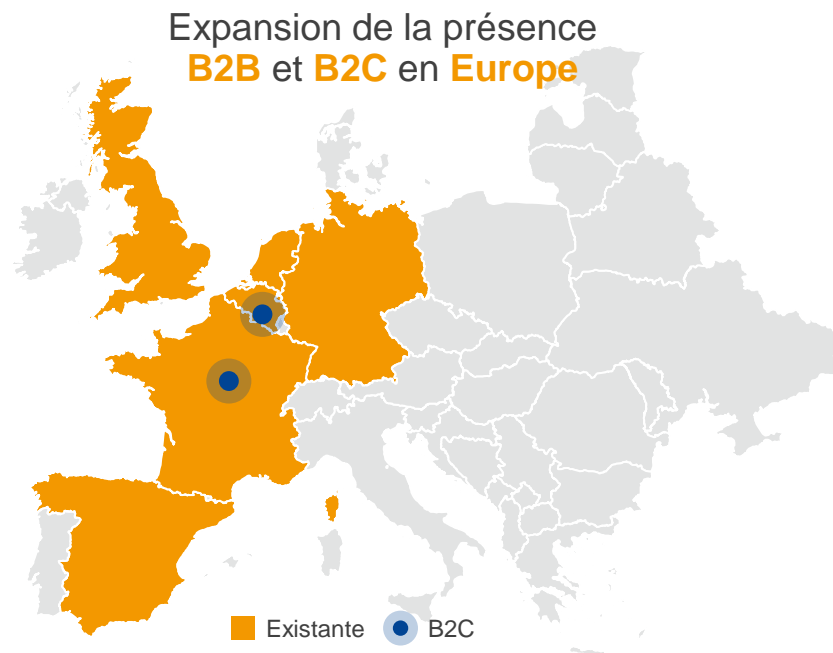 Expansion de la présence
B2B et B2C en Europe
Existante
B2C